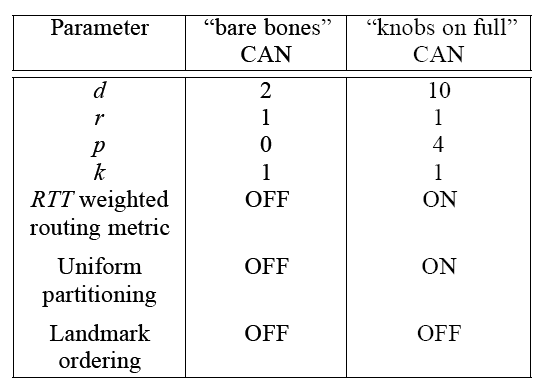 Parameter “bare bones” “knobs on full”
CAN CAN
d 2 10
r 1 1
p 0 4
k 1 1
RTT weighted OFF ON
routing metric
Uniform OFF ON
partitioning
Landmark OFF OFF
ordering